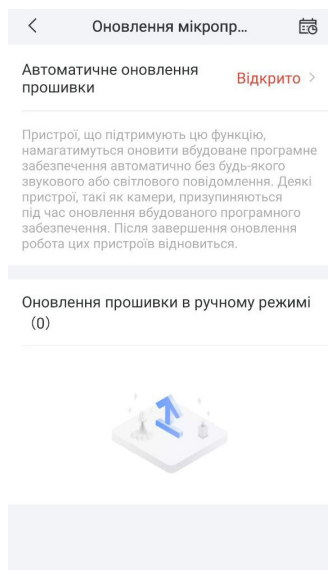 Оновлення мікропр...
Автоматичне оновлення
прошивки
Відкрито
Пристрої, що підтримують цю функцію,
намагатимуться оновити вбудоване програмне
забезпечення автоматично без будь-якого
звукового або світлового повідомлення. Деякі
пристрої, такі як камери, призупиняються
під час оновлення вбудованого програмного
забезпечення. Після завершення оновлення
робота цих пристроїв відновиться.
Оновлення прошивки в ручному режимі
(0)